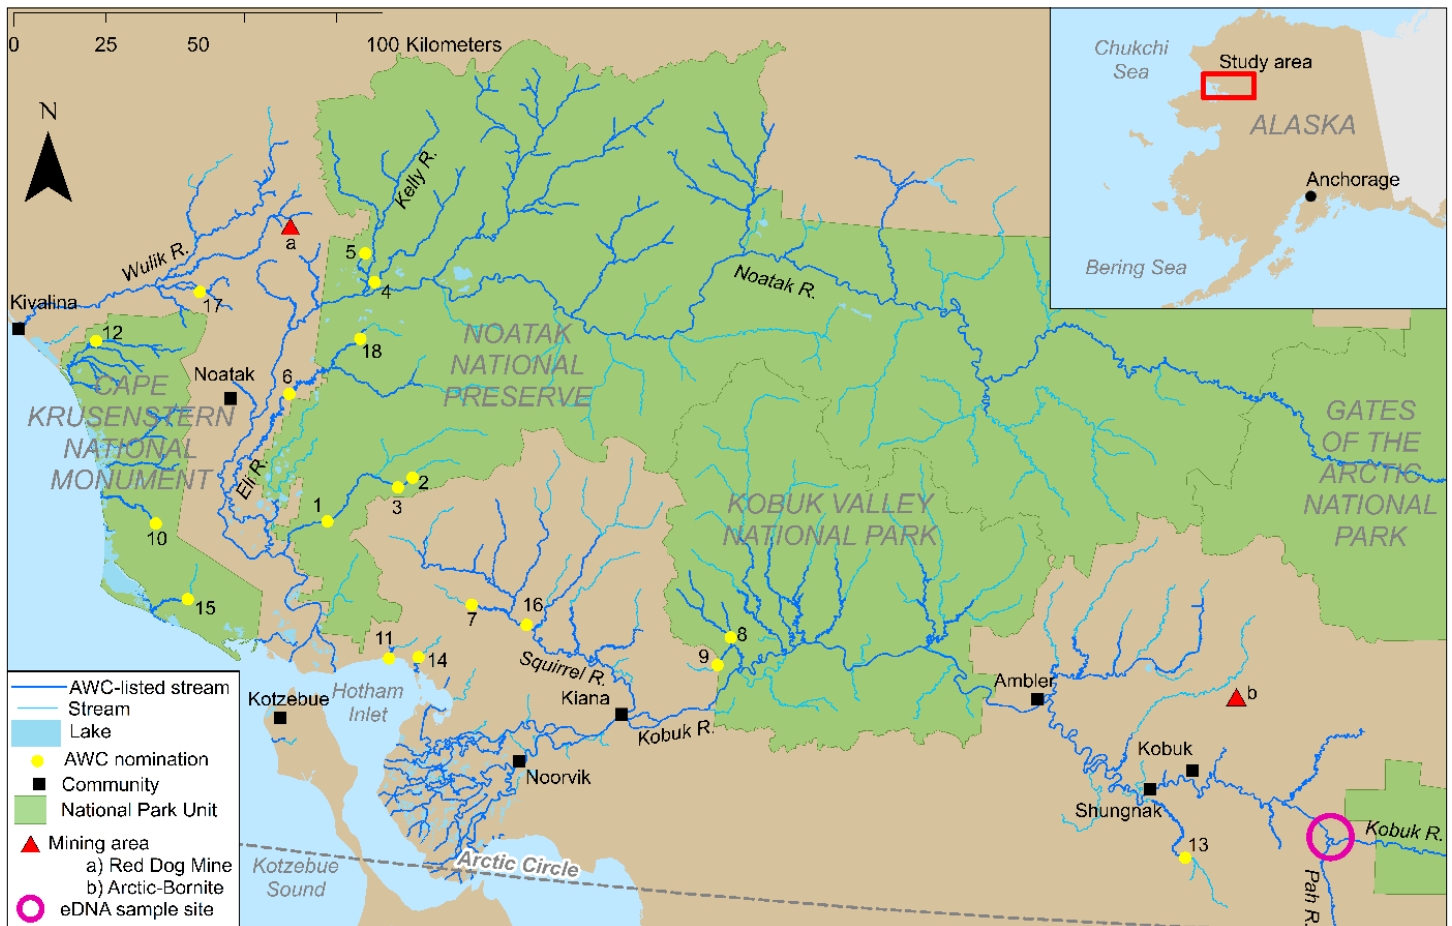 0 25 50 100 Kilometers
N
Chukchi
Sea
Study area
ALASKA
Anchorage
Bering Sea
Kelly R.
a
Wulik R.
5
4
Noatak R.
Kivalina
17
12
18
NOATAK
NATIONAL
PRESERVE
CAPE
KRUSENSTERN
NATIONAL
MONUMENT
Noatak
6
GATES
OF THE
ARCTIC
NATIONAL
PARK
Eli R.
2
3
1
KOBUK VALLEY
NATIONAL PARK
10
15
7
16
8
9
11
14
Squirrel R.
Kiana
Kobuk R.
Ambler
b
Kotzebue
Hotham
Inlet
Noorvik
Kobuk
Shungnak
13
Kobuk R.
Pah R.
Kotzebue
Sound
Arctic Circle
AWC-listed stream
Stream
Lake
AWC nomination
Community
National Park Unit
Mining area
a) Red Dog Mine
b) Arctic-Bornite
eDNA sample site